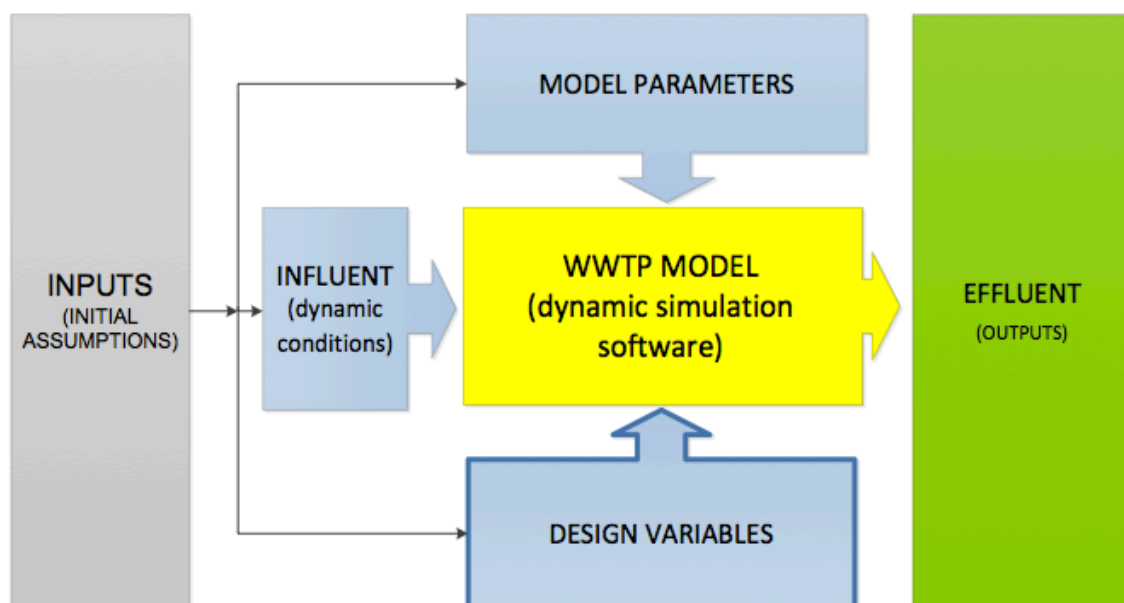 MODEL PARAMETERS
INPUTS
(INITIAL
ASSUMPTIONS)
INFLUENT
(dynamic
conditions)
WWTP MODEL
(dynamic simulation
software)
EFFLUENT
(OUTPUTS)
DESIGN VARIABLES